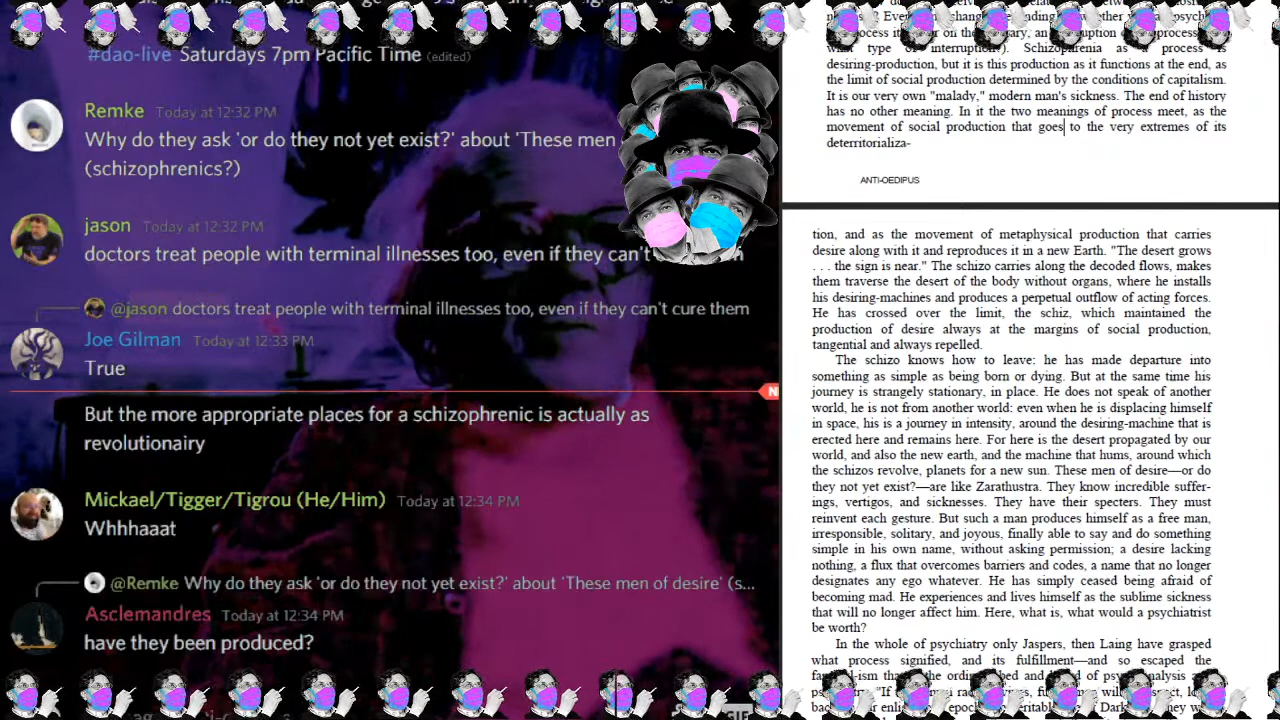 #dao-live Saturdays 7pm Pacific Time (edited)
Remke Today at 12:32 PM
Why do they ask 'or do they not yet exist?' about 'These men
(schizophrenics?)
jason Today at 12:32 PM
doctors treat people with terminal illnesses too, even if they can't
@jason doctors treat people with terminal illnesses too, even if they can't cure them
Joe Gilman Today at 12:33 PM
True
N
But the more appropriate places for a schizophrenic is actually as
revolutionairy
Mickael/Tigger/Tigrou (He/Him) Today at 12:34 PM
Whhhaaat
@Remke Why do they ask 'or do they not yet exist?' about 'These men of desire' (s...
Asclemandres Today at 12:34 PM
have they been produced?
type interruption?). Schizophrenia as a process is
desiring-production, but it is this production as it functions at the end, as
the limit of social production determined by the conditions of capitalism.
It is our very own "malady," modern man's sickness. The end of history
has no other meaning. In it the two meanings of process meet, as the
movement of social production that goes to the very extremes of its
deterritorializa-
ANTI-OEDIPUS
tion, and as the movement of metaphysical production that carries
desire along with it and reproduces it in a new Earth. "The desert grows
. . . the sign is near." The schizo carries along the decoded flows, makes
them traverse the desert of the body without organs, where he installs
his desiring-machines and produces a perpetual outflow of acting forces.
He has crossed over the limit, the schiz, which maintained the
production of desire always at the margins of social production,
tangential and always repelled.
The schizo knows how to leave: he has made departure into
something as simple as being born or dying. But at the same time his
journey is strangely stationary, in place. He does not speak of another
world, he is not from another world: even when he is displacing himself
in space, his is a journey in intensity, around the desiring-machine that is
erected here and remains here. For here is the desert propagated by our
world, and also the new earth, and the machine that hums, around which
the schizos revolve, planets for a new sun. These men of desire—or do
they not yet exist?—are like Zarathustra. They know incredible suffer-
ings, vertigos, and sicknesses. They have their specters. They must
reinvent each gesture. But such a man produces himself as a free man,
irresponsible, solitary, and joyous, finally able to say and do something
simple in his own name, without asking permission; a desire lacking
nothing, a flux that overcomes barriers and codes, a name that no longer
designates any ego whatever. He has simply ceased being afraid of
becoming mad. He experiences and lives himself as the sublime sickness
that will no longer affect him. Here, what is, what would a psychiatrist
be worth?
In the whole of psychiatry only Jaspers, then Laing have grasped
what process signified, and its fulfillment—and so escaped the